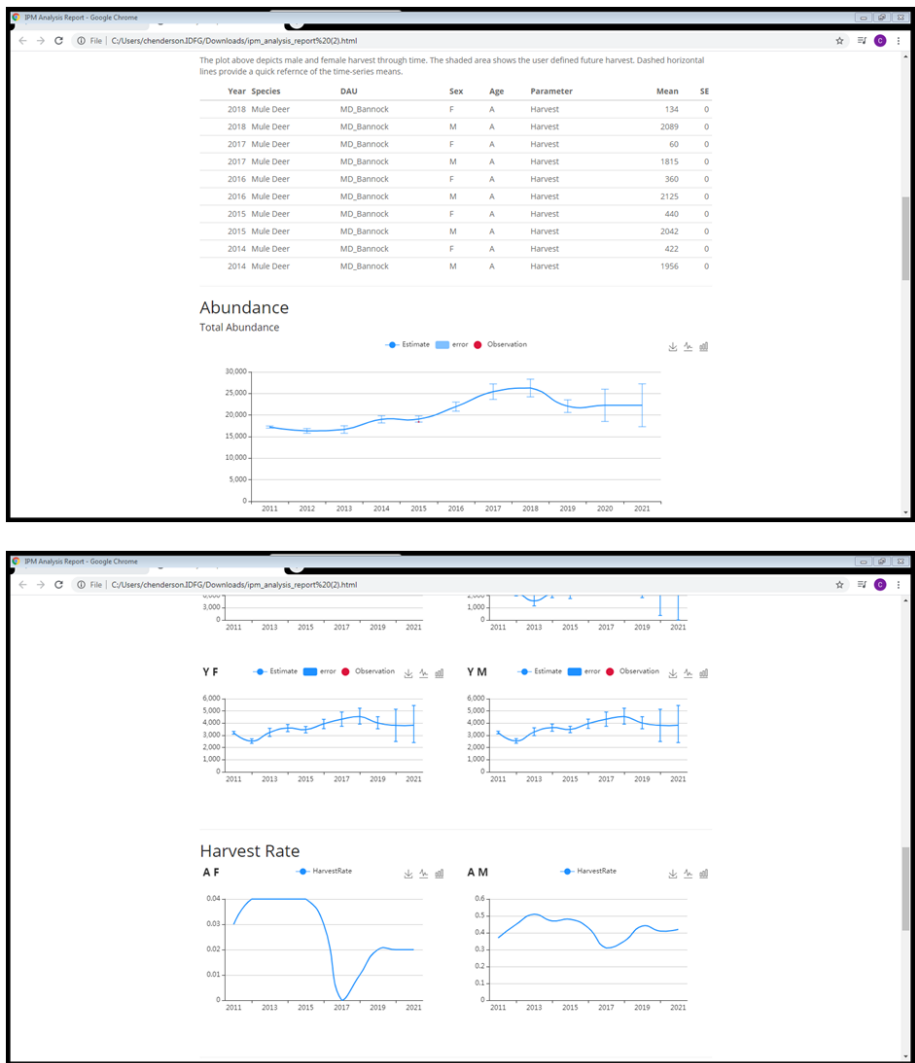 IPM Analysis Report - Google Chrome
File | C:/Users/chenderson.IDFG/Downloads/ipm_analysis_report%20(2).html
C
The plot above depicts male and female harvest through time. The shaded area shows the user defined future harvest. Dashed horizontal
lines provide a quick refernce of the time-series means.
Year Species DAU Sex Age Parameter Mean SE
2018 Mule Deer MD_Bannock F A Harvest 134 0
2018 Mule Deer MD_Bannock M A Harvest 2089 0
2017 Mule Deer MD_Bannock F A Harvest 60 0
2017 Mule Deer MD_Bannock M A Harvest 1815 0
2016 Mule Deer MD_Bannock F A Harvest 360 0
2016 Mule Deer MD_Bannock M A Harvest 2125 0
2015 Mule Deer MD_Bannock F A Harvest 440 0
2015 Mule Deer MD_Bannock M A Harvest 2042 0
2014 Mule Deer MD_Bannock F A Harvest 422 0
2014 Mule Deer MD_Bannock M A Harvest 1956 0
Abundance
Total Abundance
Estimate error Observation
30,000
25,000
20,000
15,000
10,000
5,000
0
2011 2012 2013 2014 2015 2016 2017 2018 2019 2020 2021
IPM Analysis Report - Google Chrome
File | C:/Users/chenderson.IDFG/Downloads/ipm_analysis_report%20(2).html
C
3,000
0
2011 2013 2015 2017 2019 2021
1,000
0
2011 2013 2015 2017 2019 2021
Y F Estimate error Observation
6,000
5,000
4,000
3,000
2,000
1,000
0
2011 2013 2015 2017 2019 2021
Y M Estimate error Observation
6,000
5,000
4,000
3,000
2,000
1,000
0
2011 2013 2015 2017 2019 2021
Harvest Rate
A F HarvestRate
0.04
0.03
0.02
0.01
0
2011 2013 2015 2017 2019 2021
A M HarvestRate
0.6
0.5
0.4
0.3
0.2
0.1
0
2011 2013 2015 2017 2019 2021